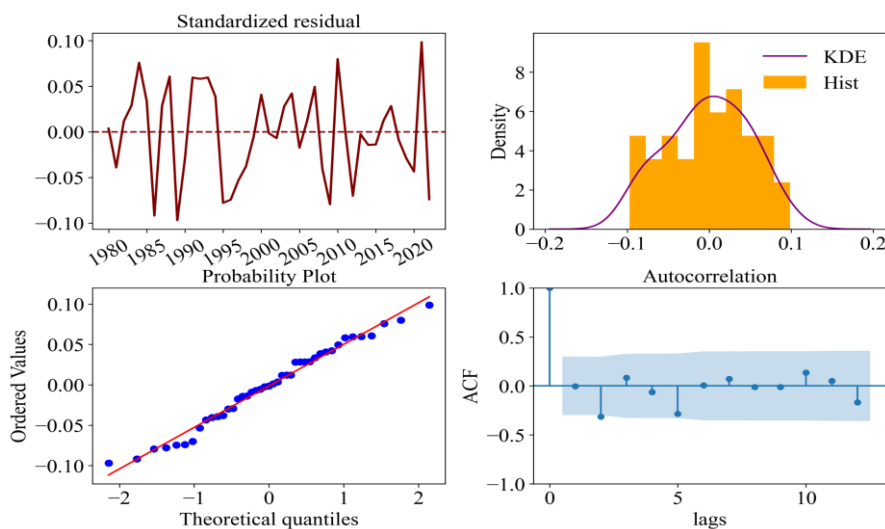 Standardized residual
0.10
0.05
0.00
−0.05
−0.10
1980 1985 1990 1995 2000 2005 2010 2015 2020
KDE
Hist
Density
8
6
4
2
0
−0.2 −0.1 0.0 0.1 0.2
Probability Plot
Ordered Values
0.10
0.05
0.00
−0.05
−0.10
−2 −1 0 1 2
Theoretical quantiles
Autocorrelation
ACF
1.0
0.5
0.0
−0.5
−1.0
0 5 10
lags